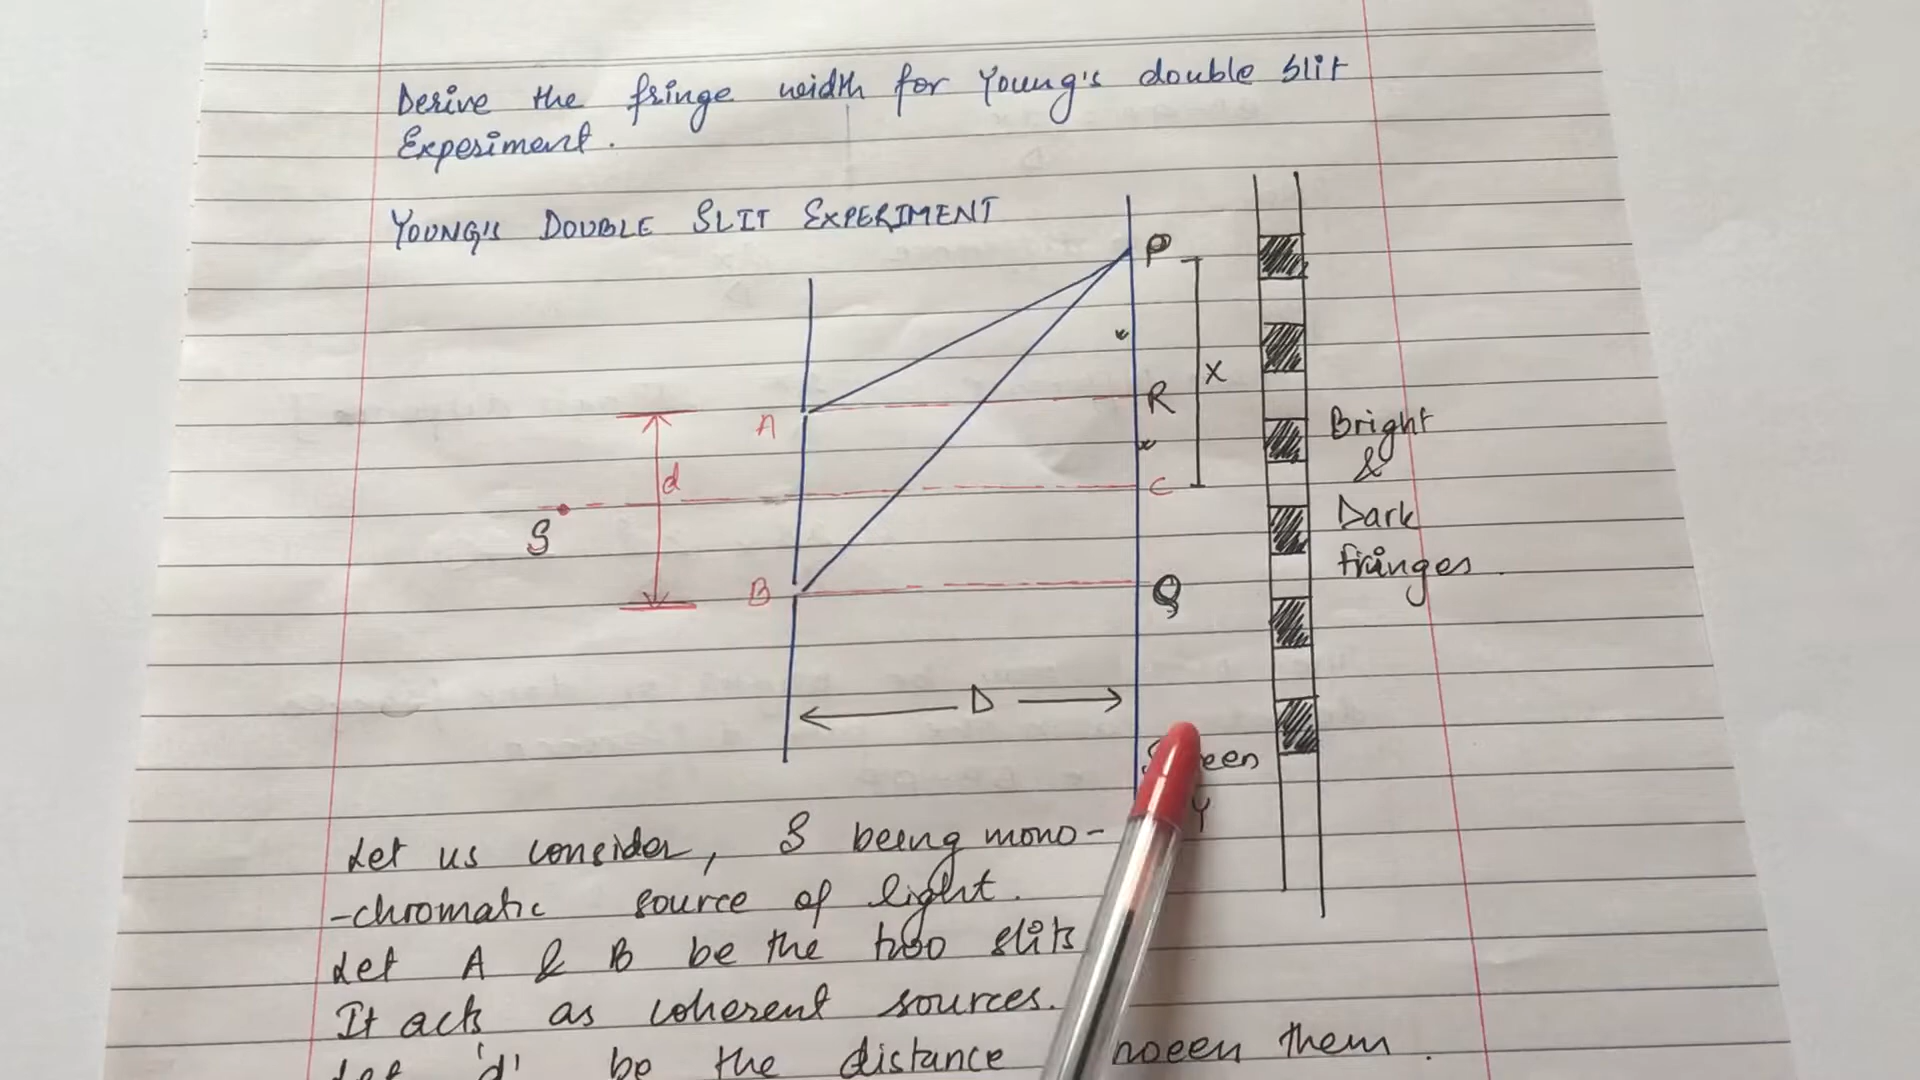 Derive the fringe width for Young's double slit
Experiment.
YOUNG'S DOUBLE SLIT EXPERIMENT
P
X
R
A
Bright
&
d
C
S
Dark
fringes.
B
Q
D
Let us consider, S being mono-
-chromatic source of light.
Y
Let A & B be the two slits
It acts as coherent sources.
Let 'd' be the distance them.